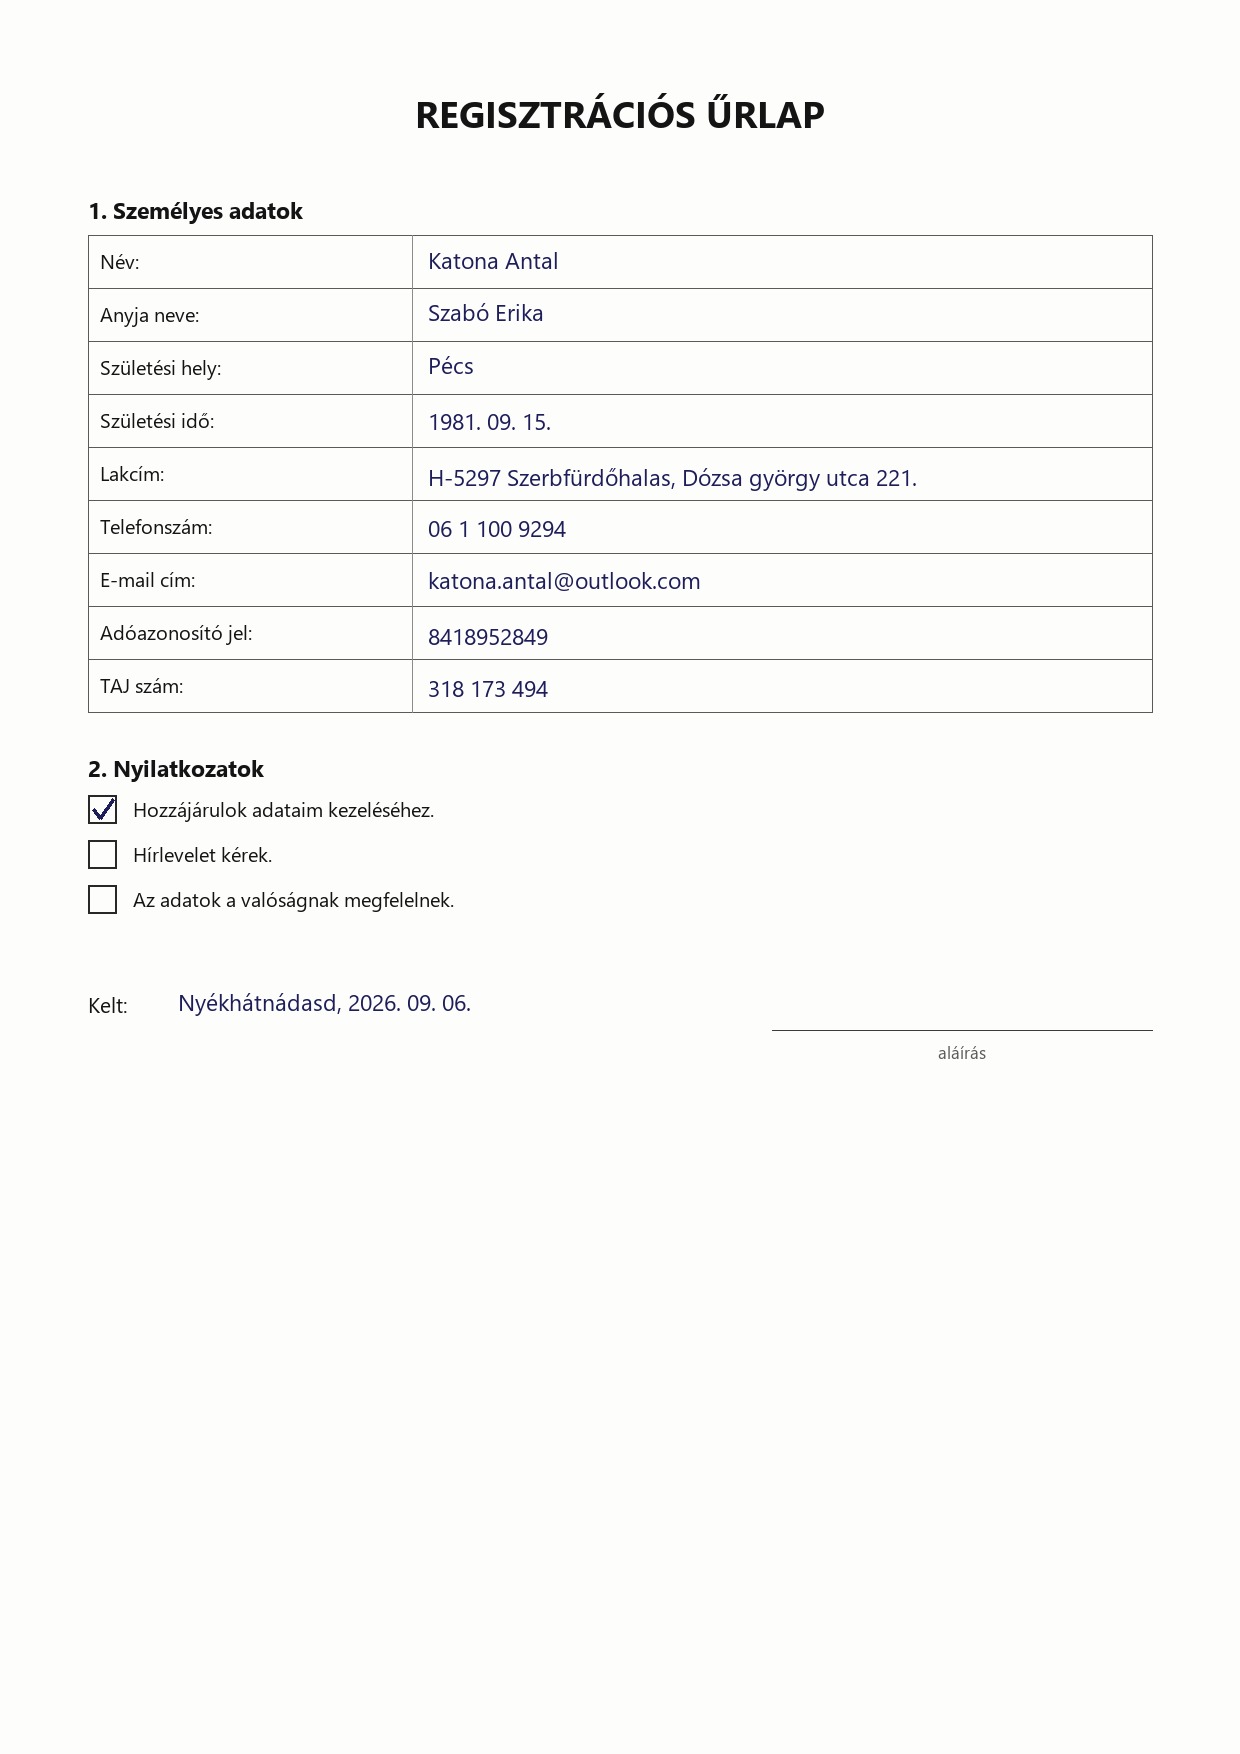 REGISZTRÁCIÓS ŰRLAP
1. Személyes adatok
Név: Katona Antal
Anyja neve: Szabó Erika
Születési hely: Pécs
Születési idő: 1981. 09. 15.
Lakcím: H-5297 Szerbfürdőhalas, Dózsa györgy utca 221.
Telefonszám: 06 1 100 9294
E-mail cím: katona.antal@outlook.com
Adóazonosító jel: 8418952849
TAJ szám: 318 173 494
2. Nyilatkozatok
Hozzájárulok adataim kezeléséhez.
Hírlevelet kérek.
Az adatok a valóságnak megfelelnek.
Kelt: Nyékhátnádasd, 2026. 09. 06.
aláírás